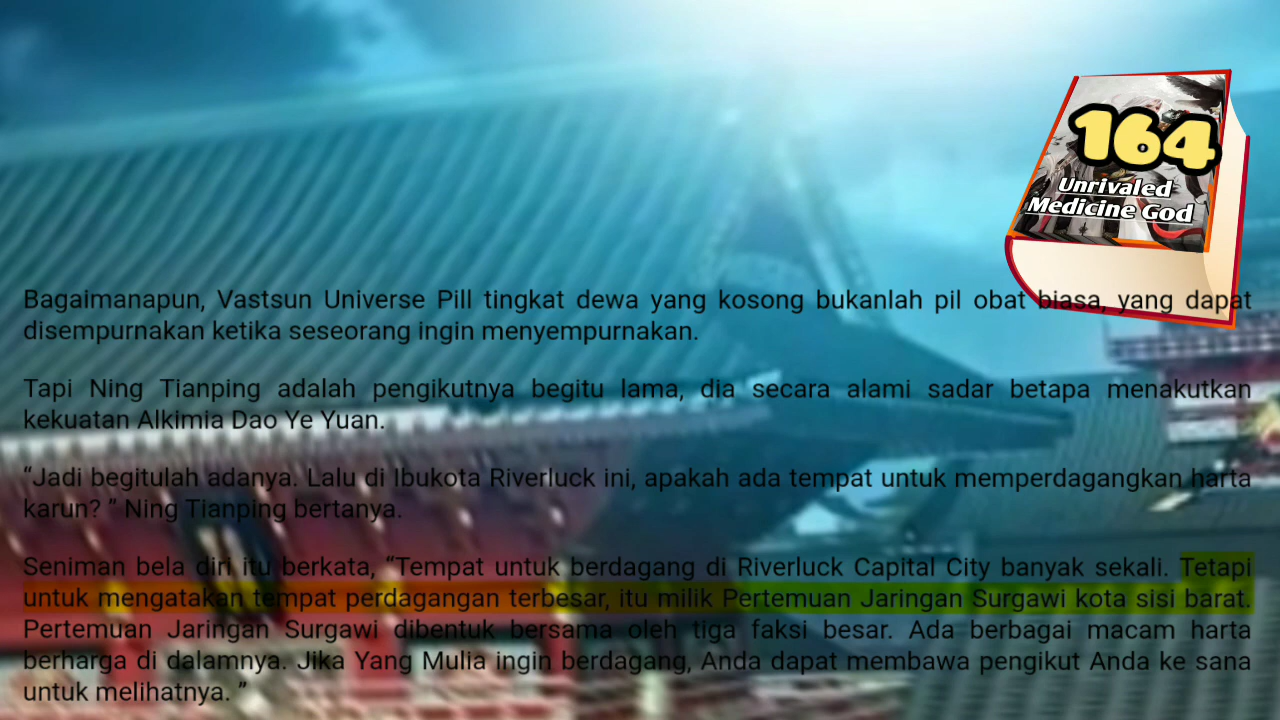 164
Unrivaled
Medicine God
Bagaimanapun, Vastsun Universe Pill tingkat dewa yang kosong bukanlah pil obat biasa, yang dapat
disempurnakan ketika seseorang ingin menyempurnakan.
Tapi Ning Tianping adalah pengikutnya begitu lama, dia secara alami sadar betapa menakutkan
kekuatan Alkimia Dao Ye Yuan.
“Jadi begitulah adanya. Lalu di Ibukota Riverluck ini, apakah ada tempat untuk memperdagangkan harta
karun? ” Ning Tianping bertanya.
Seniman bela diri itu berkata, “Tempat untuk berdagang di Riverluck Capital City banyak sekali. Tetapi
untuk mengatakan tempat perdagangan terbesar, itu milik Pertemuan Jaringan Surgawi kota sisi barat.
Pertemuan Jaringan Surgawi dibentuk bersama oleh tiga faksi besar. Ada berbagai macam harta
berharga di dalamnya. Jika Yang Mulia ingin berdagang, Anda dapat membawa pengikut Anda ke sana
untuk melihatnya. ”